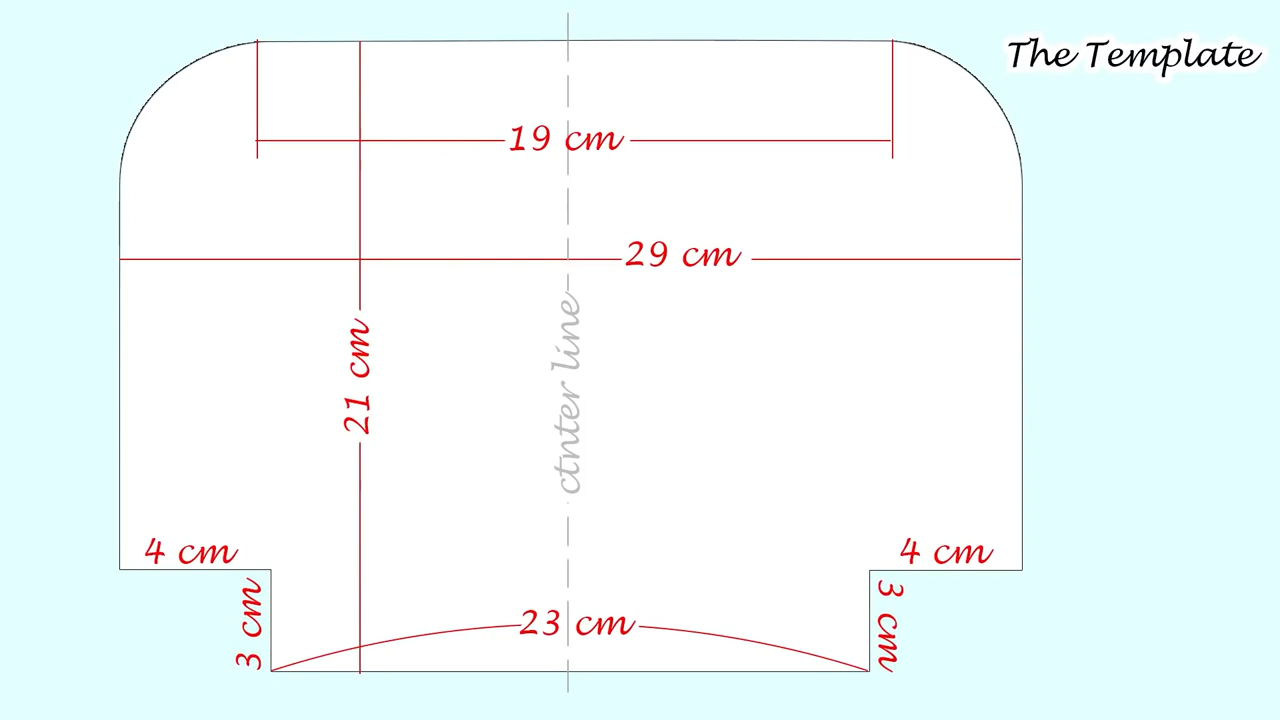 The Template
19 cm
29 cm
21 cm
ctnter line
4 cm
4 cm
3 cm
3 cm
23 cm